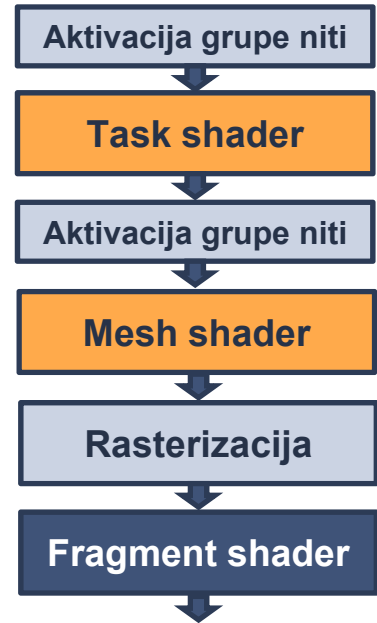 Aktivacija grupe niti
Task shader
Aktivacija grupe niti
Mesh shader
Rasterizacija
Fragment shader